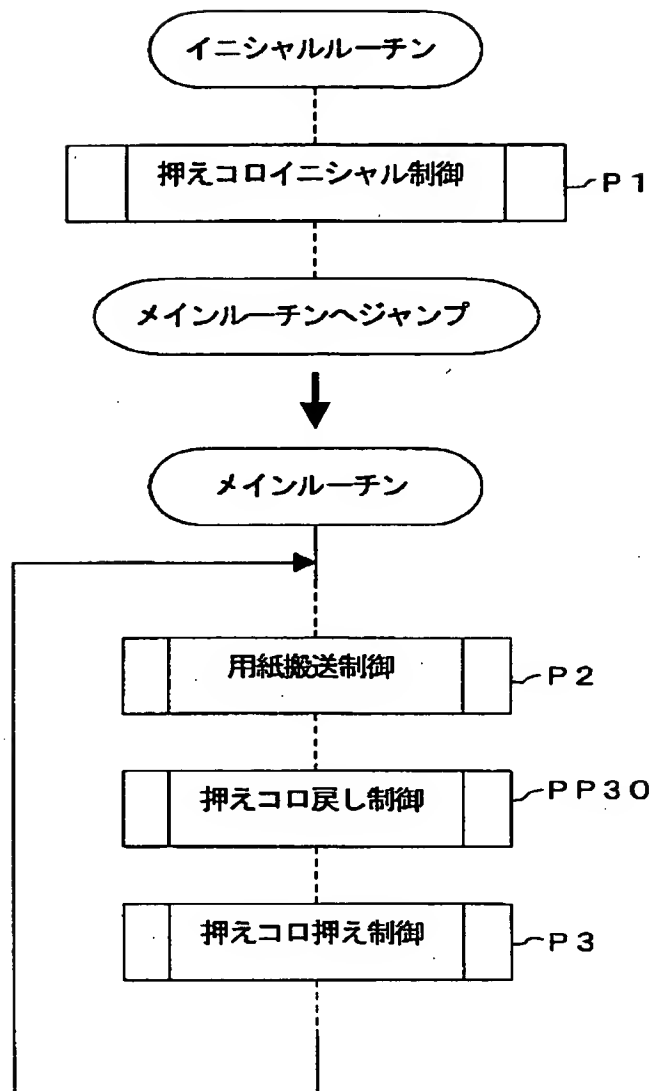 イニシャルルーチン
押えコロイニシャル制御
P1
メインルーチンへジャンプ
メインルーチン
用紙搬送制御
P2
押えコロ戻し制御
PP30
押えコロ押え制御
P3